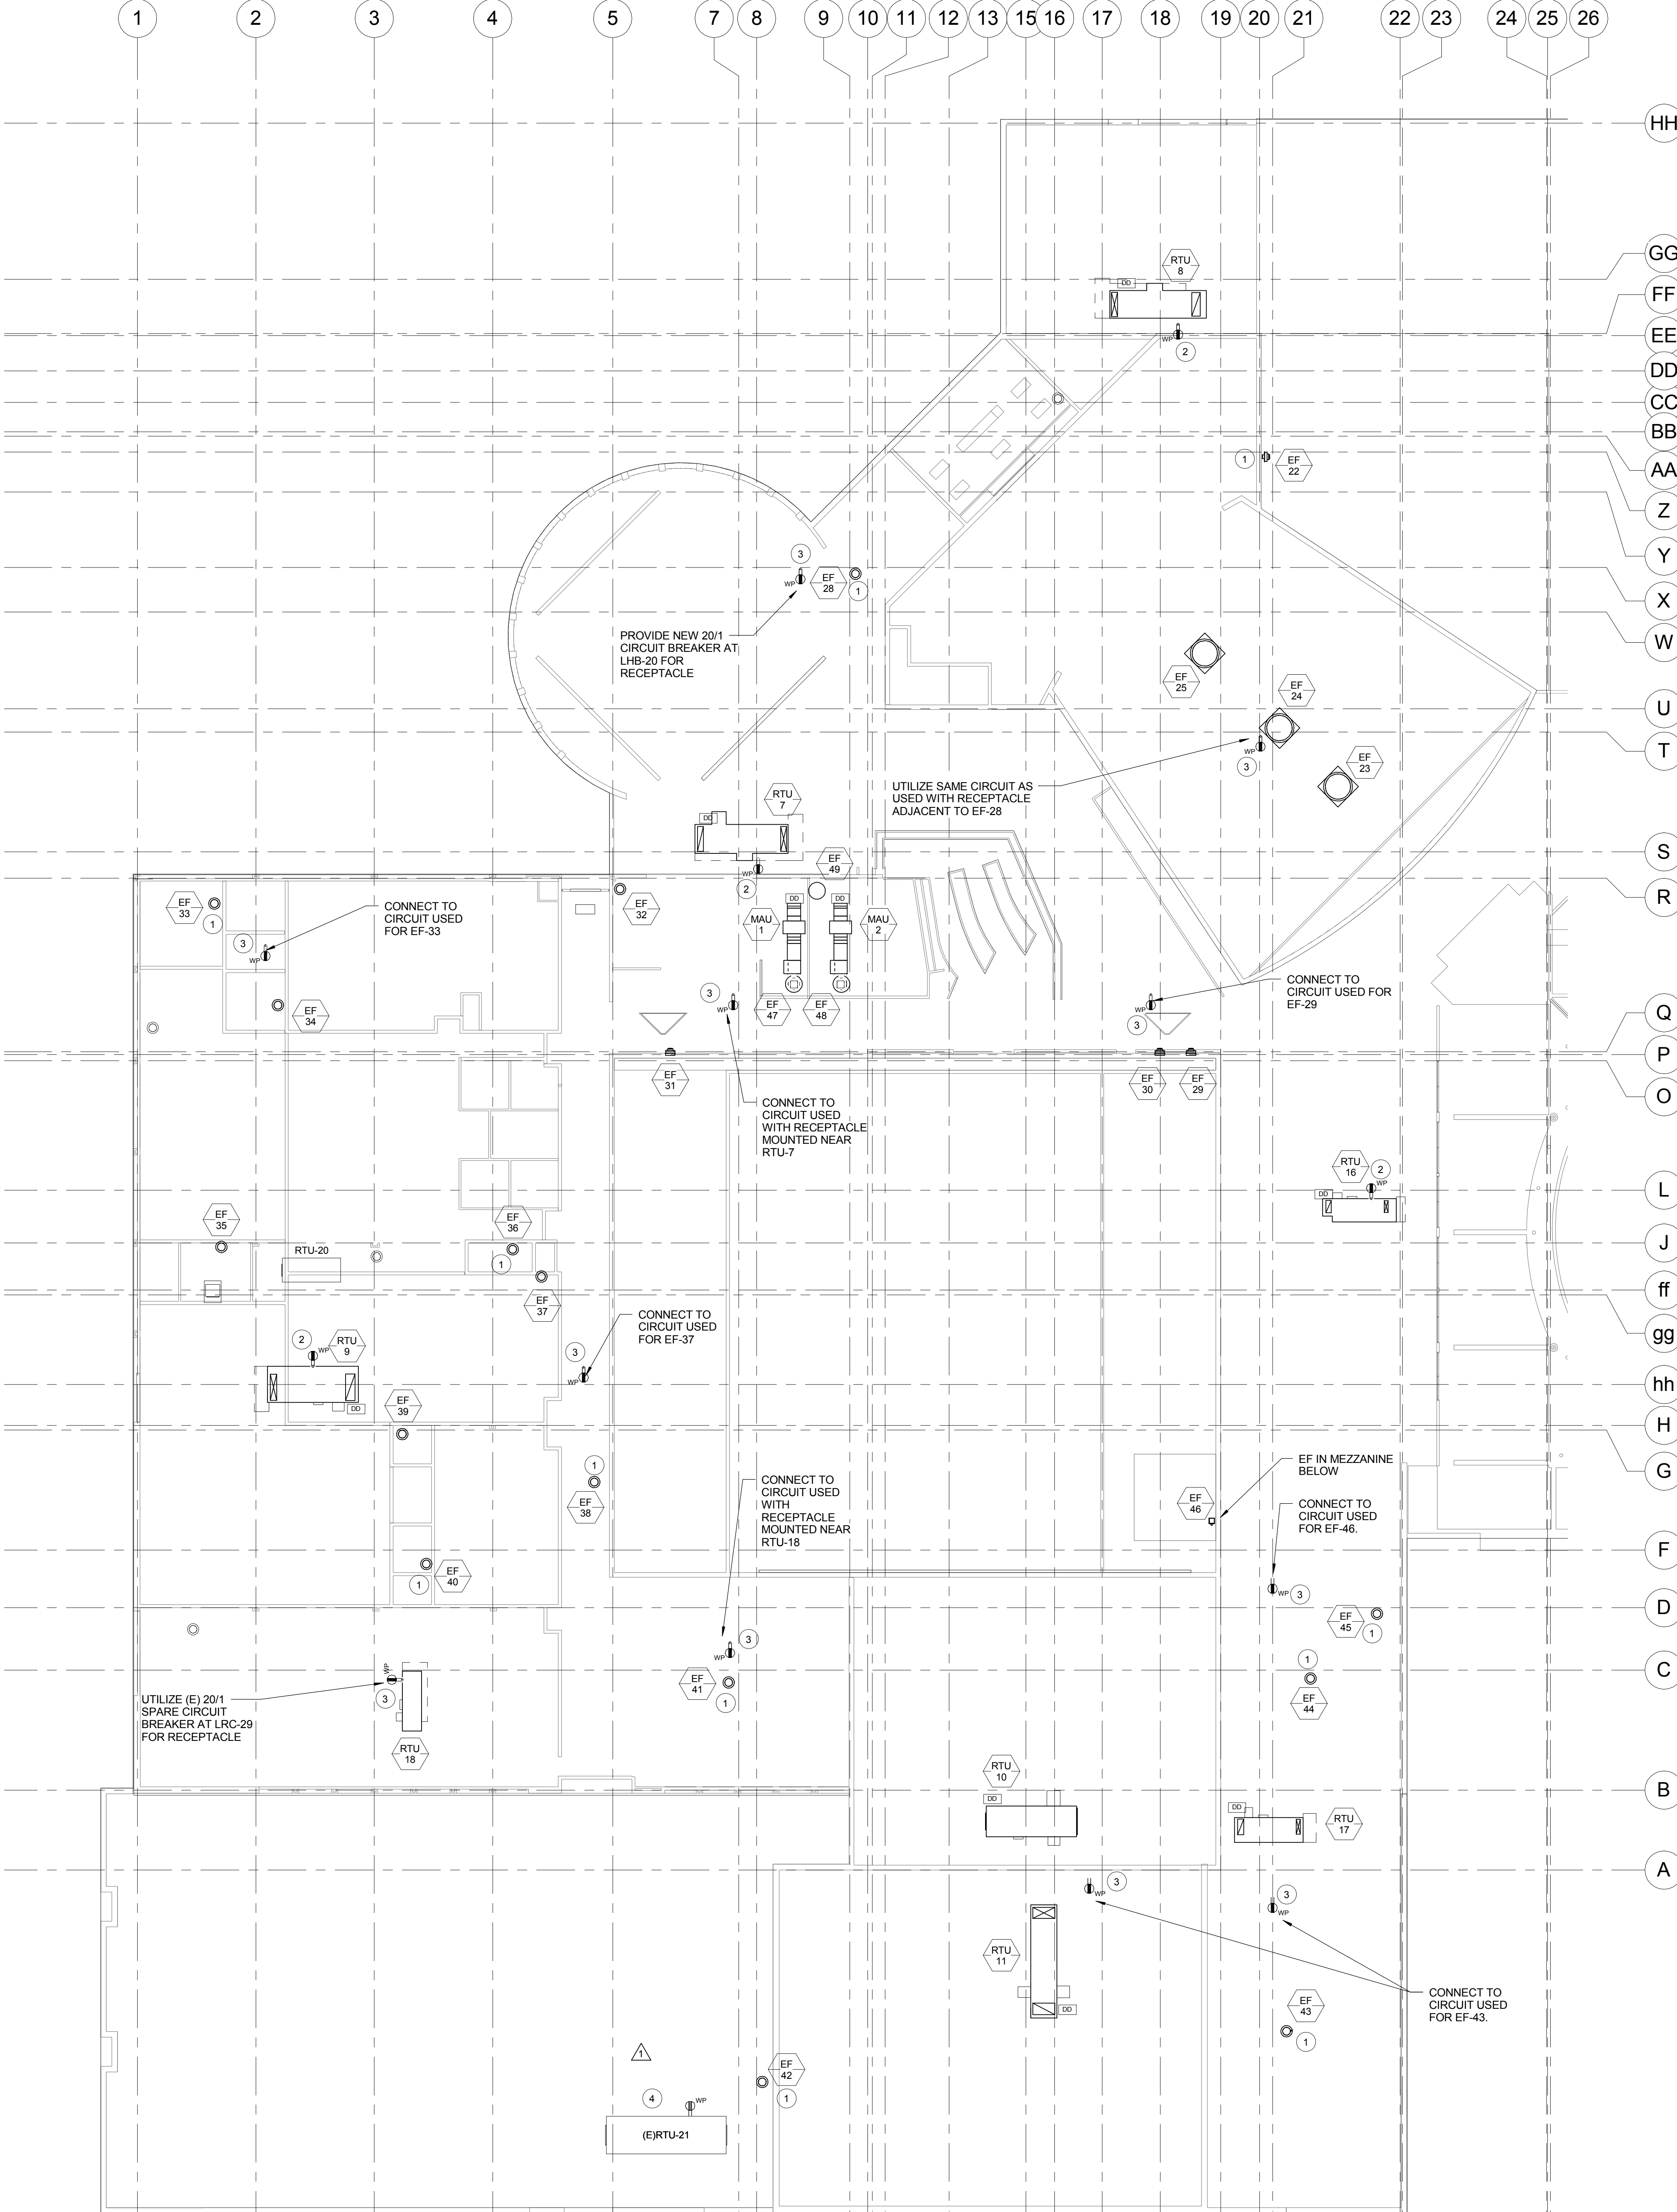 1 2 3 4 5 7 8 9 10 11 12 13 15 16 17 18 19 20 21 22 23 24 25 26
HH
GG
RTU
8
DD
FF
EE
WP
2
DD
CC
BB
AA
1
EF
22
Z
Y
3
WP
EF
28
1
X
W
PROVIDE NEW 20/1
CIRCUIT BREAKER AT
LHB-20 FOR
RECEPTACLE
EF
25
EF
24
U
WP
3
T
EF
23
UTILIZE SAME CIRCUIT AS
USED WITH RECEPTACLE
ADJACENT TO EF-28
RTU
7
DD
S
WP
2
EF
49
R
EF
33
1
CONNECT TO
CIRCUIT USED
FOR EF-33
3
WP
EF
32
DD
DD
MAU
1
MAU
2
EF
34
3
WP
EF
47
EF
48
CONNECT TO
CIRCUIT USED FOR
EF-29
WP
3
Q
P
EF
31
EF
30
EF
29
O
CONNECT TO
CIRCUIT USED
WITH RECEPTACLE
MOUNTED NEAR
RTU-7
RTU
16
2
WP
DD
L
EF
35
EF
36
1
RTU-20
J
ff
EF
37
gg
CONNECT TO
CIRCUIT USED
FOR EF-37
3
WP
2
WP
RTU
9
DD
hh
EF
39
H
G
1
EF
38
CONNECT TO
CIRCUIT USED
WITH
RECEPTACLE
MOUNTED NEAR
RTU-18
EF IN MEZZANINE
BELOW
EF
46
CONNECT TO
CIRCUIT USED
FOR EF-46.
F
EF
40
1
WP
3
D
EF
45
1
3
WP
C
EF
41
1
1
EF
44
WP
3
UTILIZE (E) 20/1
SPARE CIRCUIT
BREAKER AT LRC-29
FOR RECEPTACLE
RTU
18
RTU
10
DD
B
DD
RTU
17
A
3
WP
3
WP
RTU
11
DD
CONNECT TO
CIRCUIT USED
FOR EF-43.
EF
43
1
1
EF
42
1
4
WP
(E)RTU-21